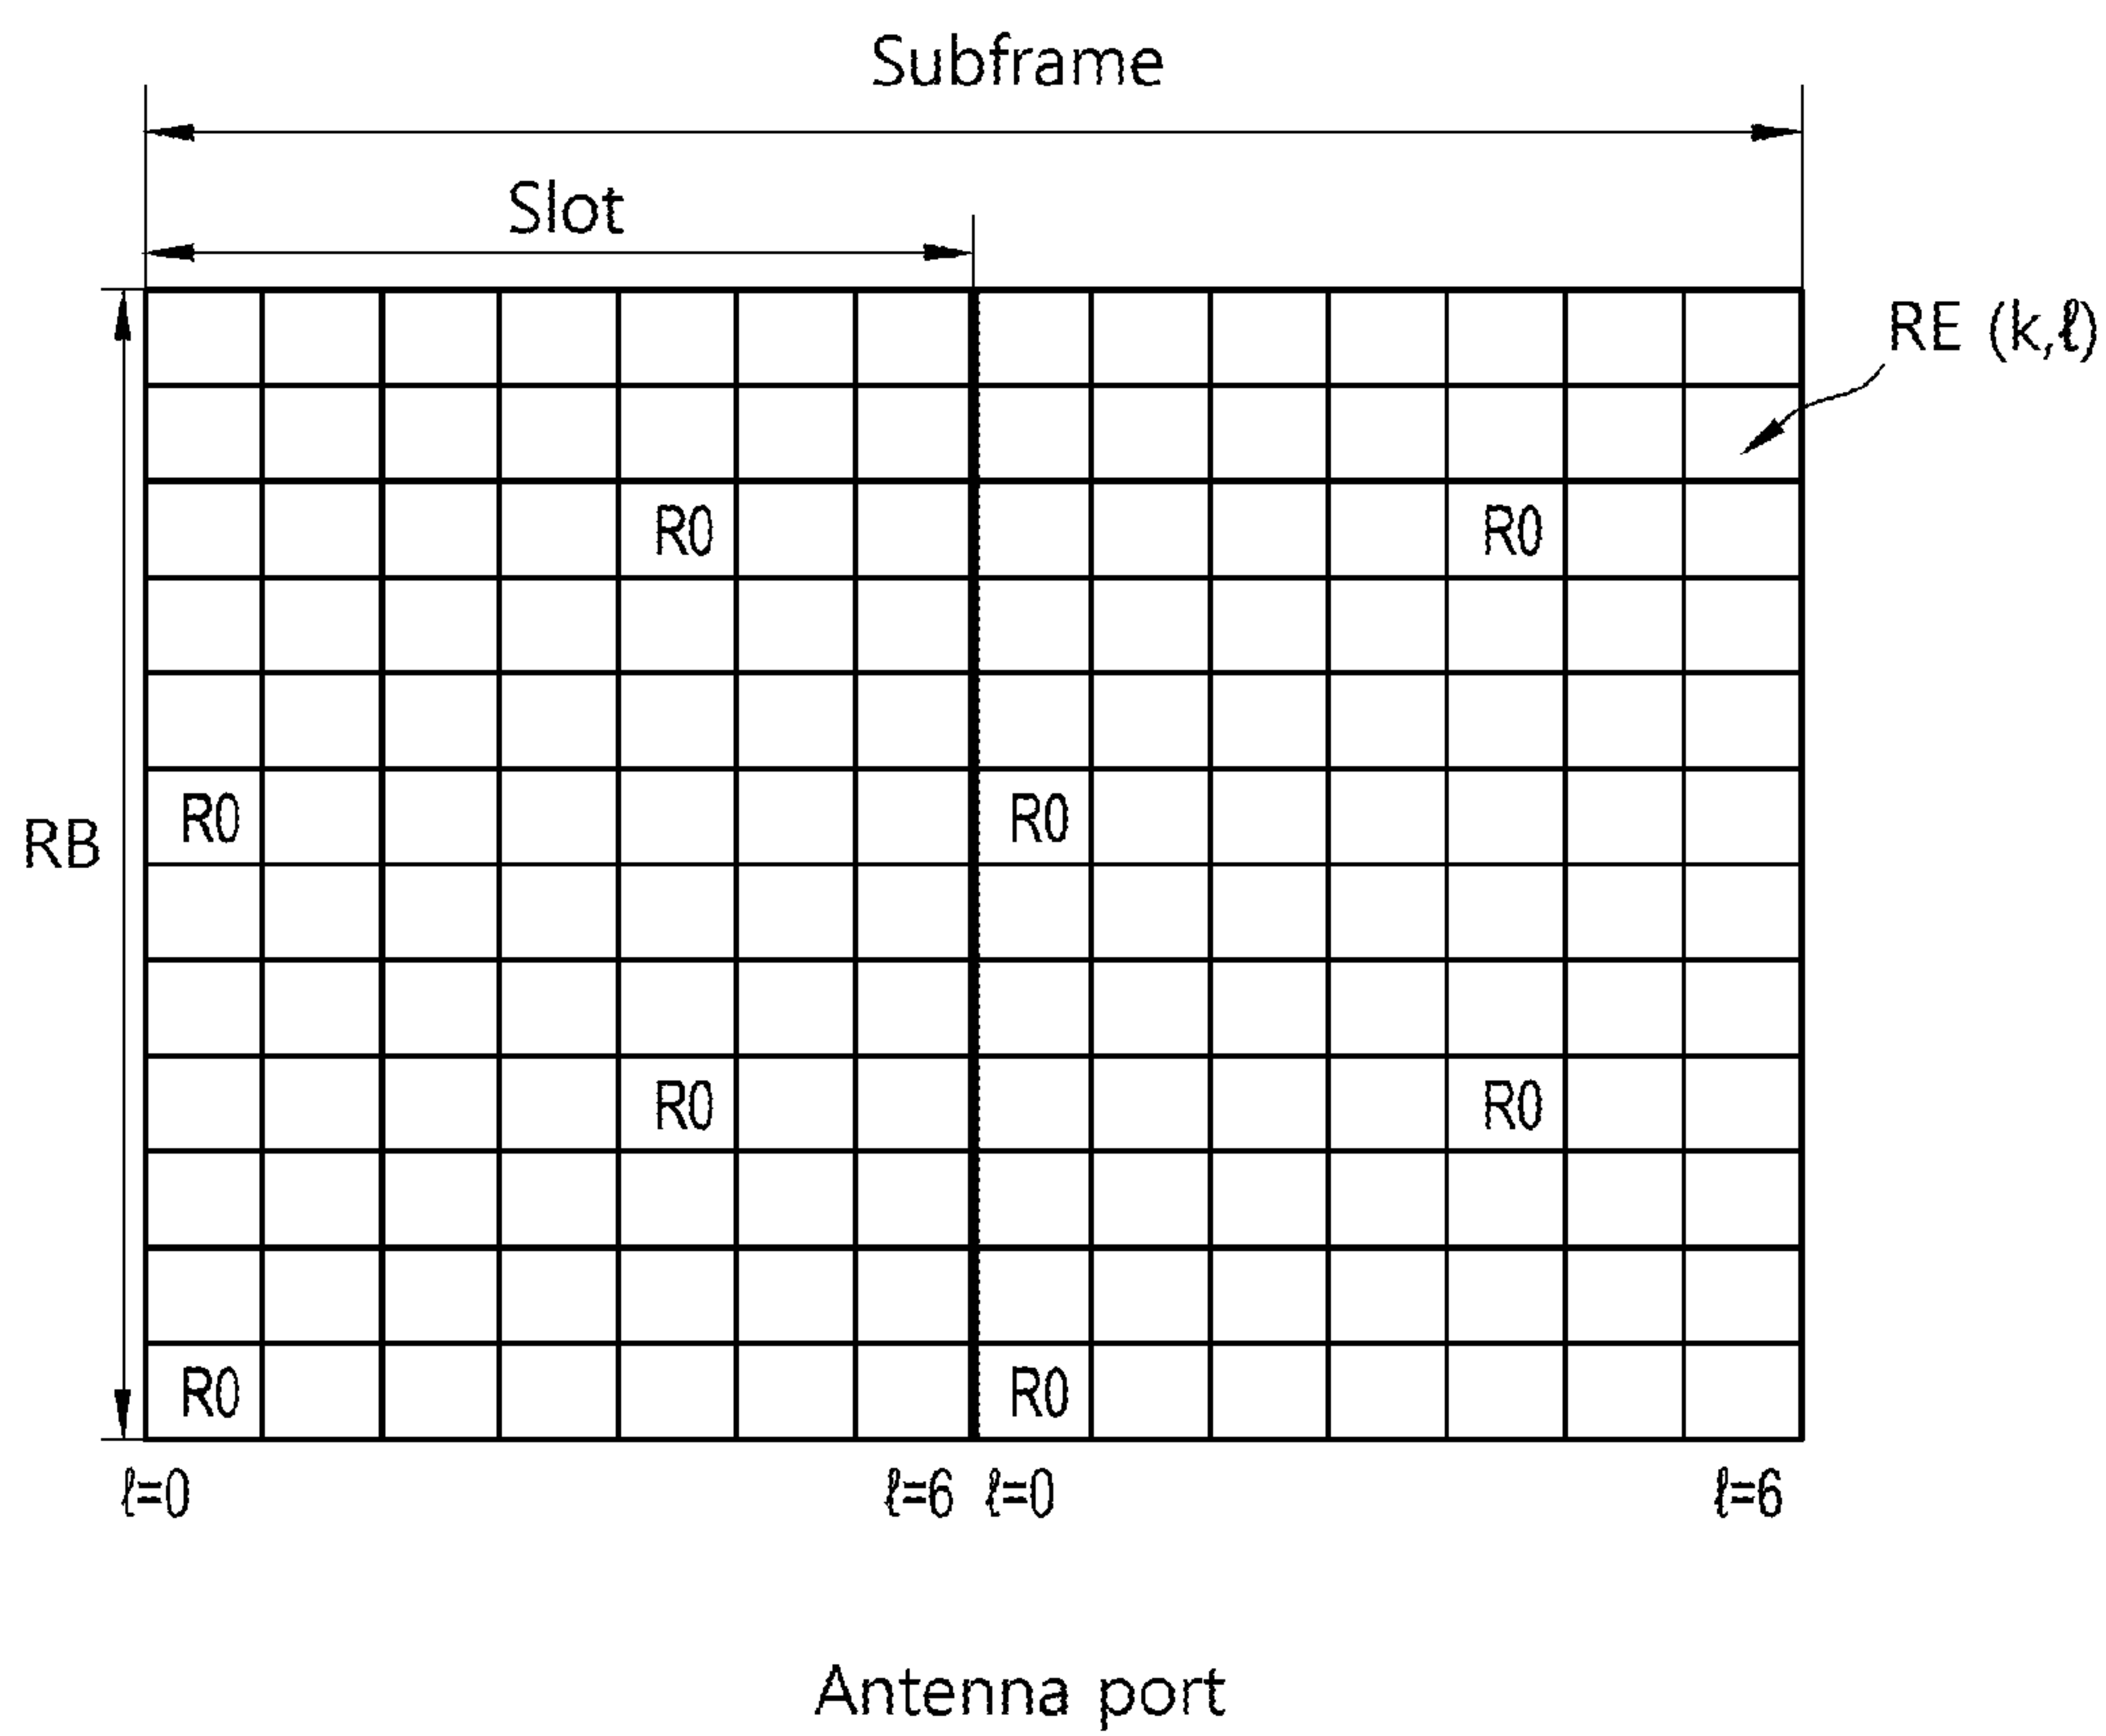 Subframe
Slot
RE (k,ℓ)
R0 R0
RB
R0 R0
R0 R0
R0 R0
ℓ=0 ℓ=6 ℓ=0 ℓ=6
Antenna port